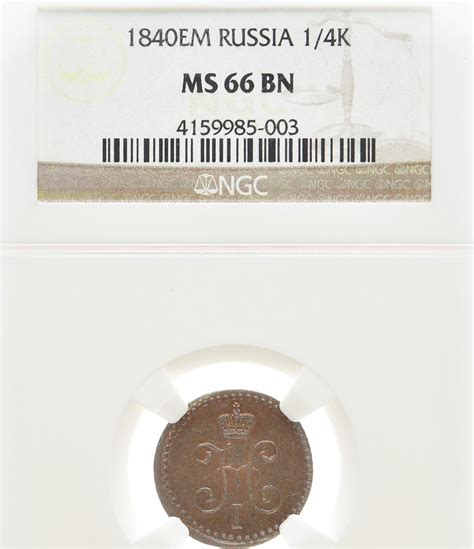 1840EM RUSSIA 1/4K
MS 66 BN
4159985-003
NGC